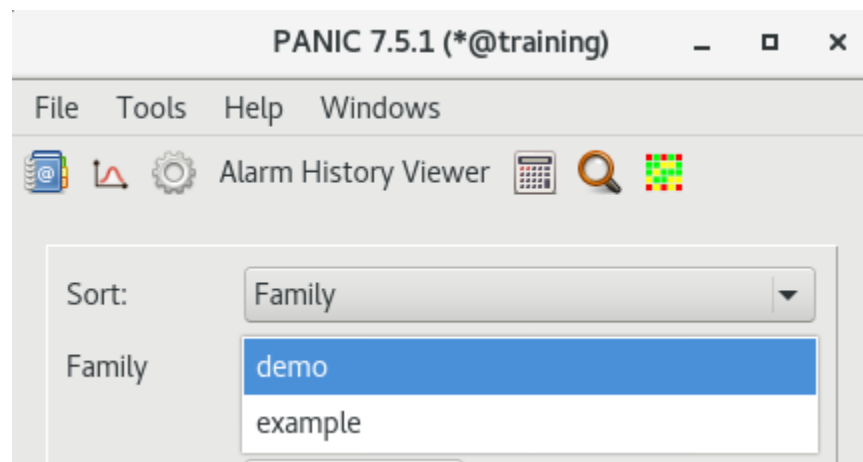 PANIC 7.5.1 (*@training)
File Tools Help Windows
@ Alarm History Viewer
Sort: Family
Family demo
example